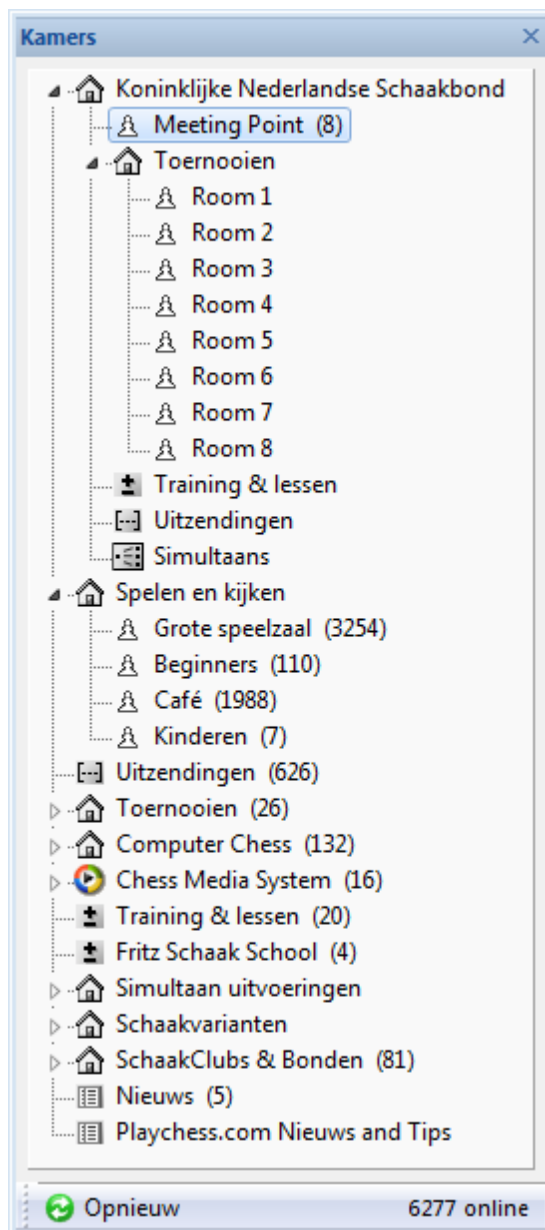 Kamers
Koninklijke Nederlandse Schaakbond
Meeting Point (8)
Toernooien
Room 1
Room 2
Room 3
Room 4
Room 5
Room 6
Room 7
Room 8
Training & lessen
Uitzendingen
Simultaans
Spelen en kijken
Grote speelzaal (3254)
Beginners (110)
Café (1988)
Kinderen (7)
Uitzendingen (626)
Toernooien (26)
Computer Chess (132)
Chess Media System (16)
Training & lessen (20)
Fritz Schaak School (4)
Simultaan uitvoeringen
Schaakvarianten
SchaakClubs & Bonden (81)
Nieuws (5)
Playchess.com Nieuws and Tips
Opnieuw 6277 online